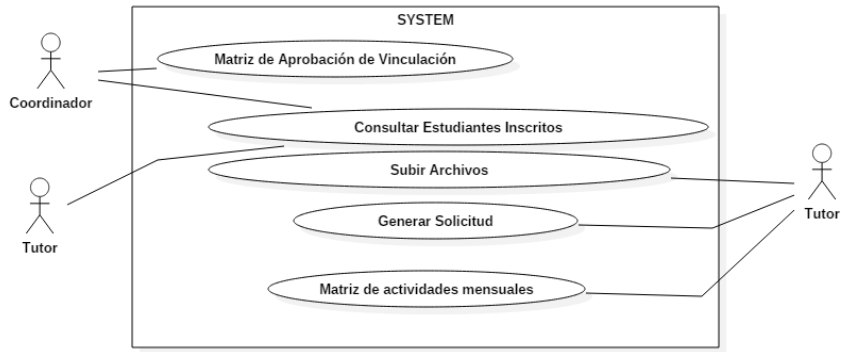 SYSTEM
Matriz de Aprobación de Vinculación
Coordinador
Consultar Estudiantes Inscritos
Subir Archivos
Tutor
Generar Solicitud
Tutor
Matriz de actividades mensuales